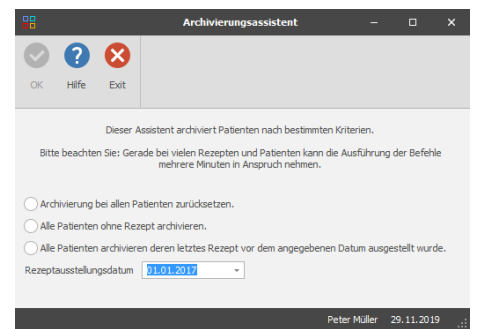 Archivierungsassistent
OK Hilfe Exit
Dieser Assistent archiviert Patienten nach bestimmten Kriterien.
Bitte beachten Sie: Gerade bei vielen Rezepten und Patienten kann die Ausführung der Befehle
mehrere Minuten in Anspruch nehmen.
Archivierung bei allen Patienten zurücksetzen.
Alle Patienten ohne Rezept archivieren.
Alle Patienten archivieren deren letztes Rezept vor dem angegebenen Datum ausgestellt wurde.
Rezeptausstellungsdatum 01.01.2017
Peter Müller 29.11.2019